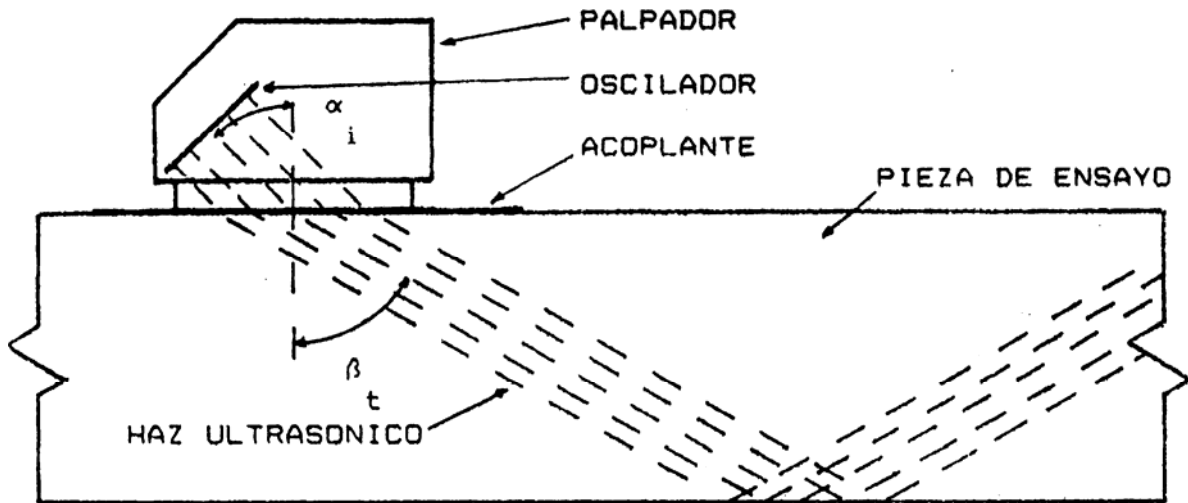 PALPADOR
OSCILADOR
α
i
ACOPLANTE
PIEZA DE ENSAYO
β
t
HAZ ULTRASONICO